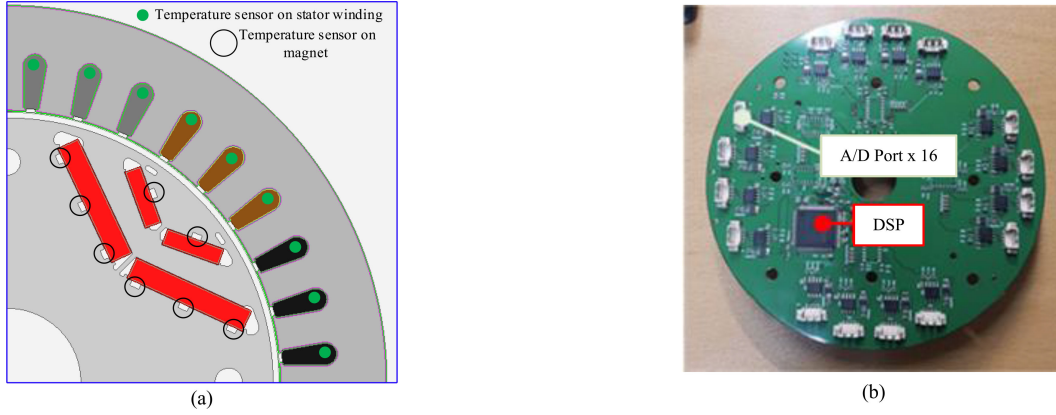 Temperature sensor on stator winding
Temperature sensor on
magnet
A/D Port x 16
DSP
(a)
(b)